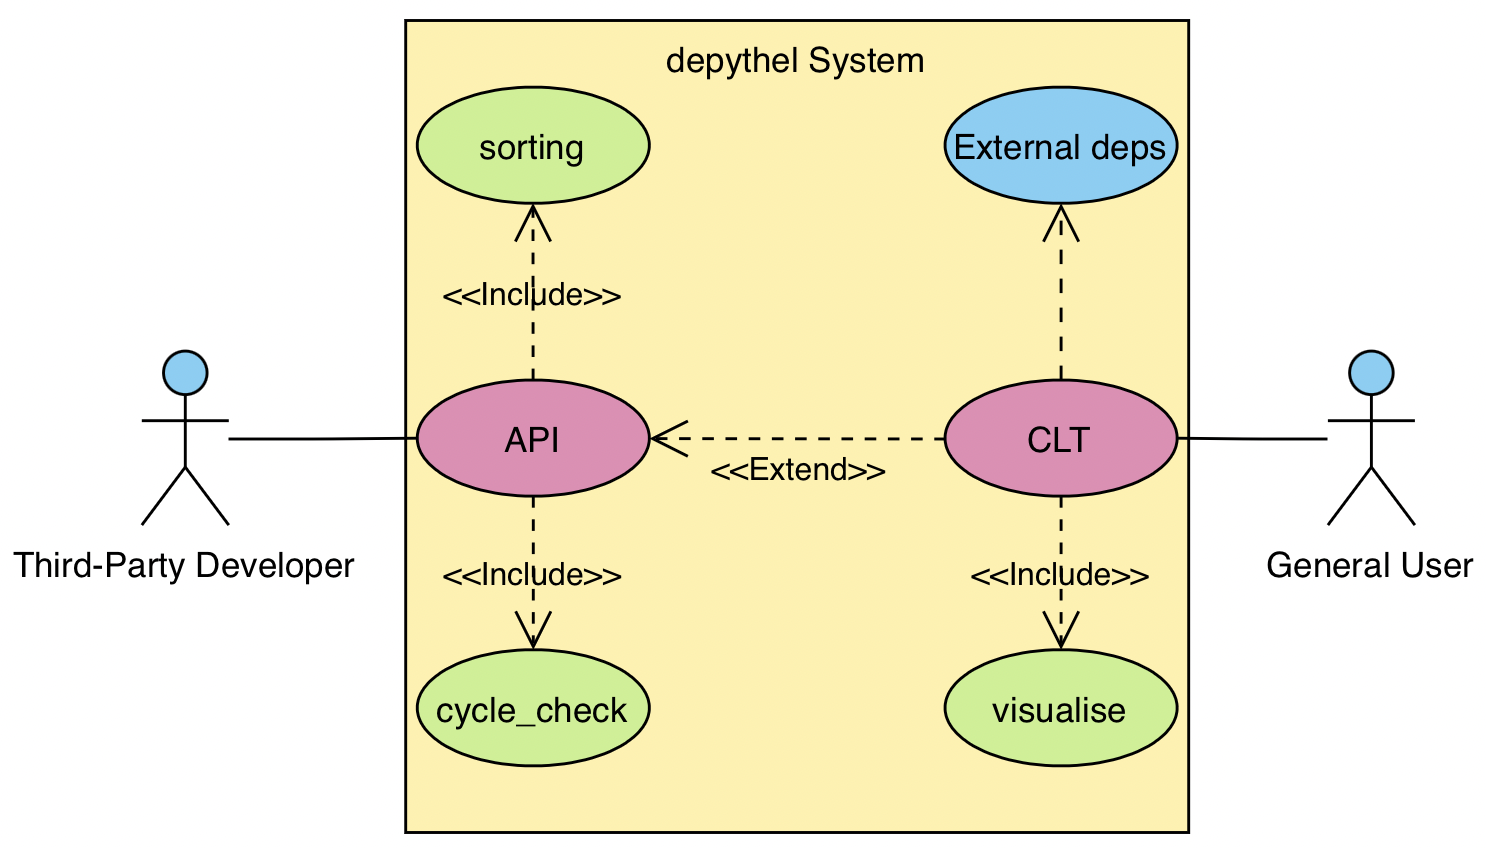 depythel System
sorting
External deps
<<Include>>
API
CLT
<<Extend>>
Third-Party Developer
<<Include>>
<<Include>>
General User
cycle_check
visualise